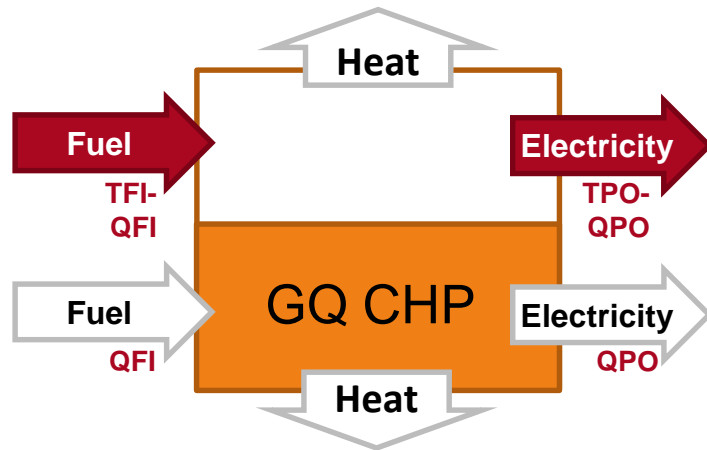 Heat
Fuel
Electricity
TFI-
QFI
TPO-
QPO
GQ CHP
Fuel
Electricity
QFI
QPO
Heat